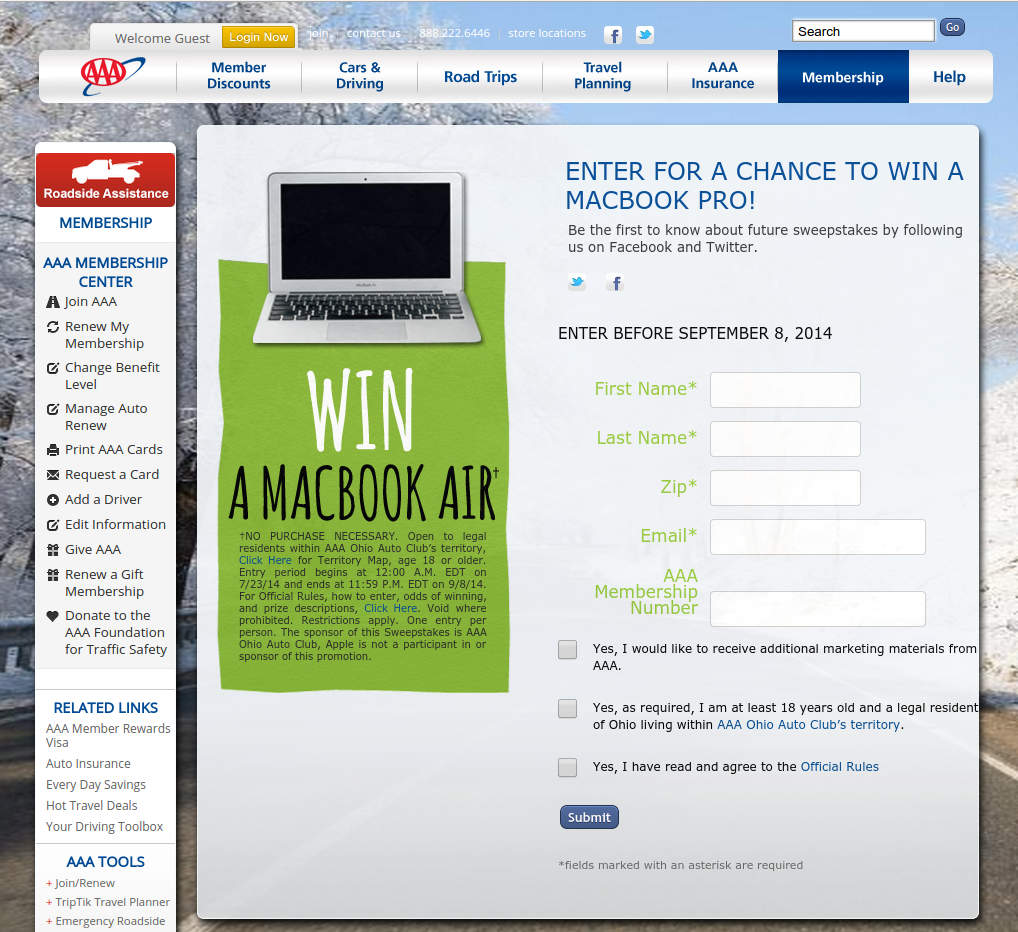 Welcome Guest
Login Now
join
contact us
888.222.6446
store locations
Search
Go
AAA
Member
Discounts
Cars &
Driving
Road Trips
Travel
Planning
AAA
Insurance
Membership
Help
Roadside Assistance
MEMBERSHIP
AAA MEMBERSHIP
CENTER
Join AAA
Renew My
Membership
Change Benefit
Level
Manage Auto
Renew
Print AAA Cards
Request a Card
Add a Driver
Edit Information
Give AAA
Renew a Gift
Membership
Donate to the
AAA Foundation
for Traffic Safety
RELATED LINKS
AAA Member Rewards
Visa
Auto Insurance
Every Day Savings
Hot Travel Deals
Your Driving Toolbox
AAA TOOLS
+ Join/Renew
+ TripTik Travel Planner
+ Emergency Roadside
WIN
A MACBOOK AIR†
†NO PURCHASE NECESSARY. Open to legal
residents within AAA Ohio Auto Club's territory,
Click Here for Territory Map, age 18 or older.
Entry period begins at 12:00 A.M. EDT on
7/23/14 and ends at 11:59 P.M. EDT on 9/8/14.
For Official Rules, how to enter, odds of winning,
and prize descriptions, Click Here. Void where
prohibited. Restrictions apply. One entry per
person. The sponsor of this Sweepstakes is AAA
Ohio Auto Club, Apple is not a participant in or
sponsor of this promotion.
ENTER FOR A CHANCE TO WIN A
MACBOOK PRO!
Be the first to know about future sweepstakes by following
us on Facebook and Twitter.
ENTER BEFORE SEPTEMBER 8, 2014
First Name*
Last Name*
Zip*
Email*
AAA
Membership
Number
Yes, I would like to receive additional marketing materials from
AAA.
Yes, as required, I am at least 18 years old and a legal resident
of Ohio living within AAA Ohio Auto Club's territory.
Yes, I have read and agree to the Official Rules
Submit
*fields marked with an asterisk are required